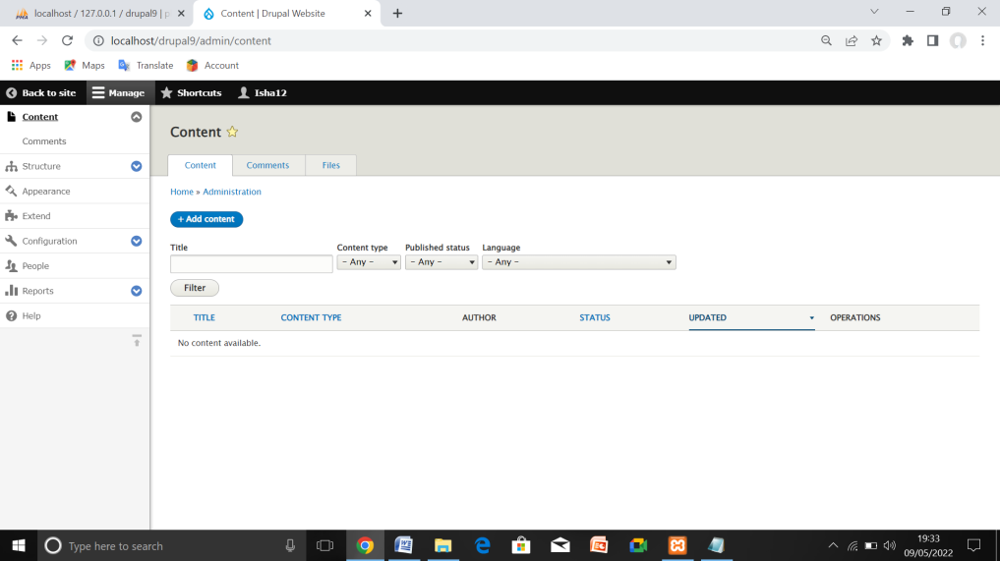 localhost / 127.0.0.1 / drupal9 | p
Content | Drupal Website
localhost/drupal9/admin/content
Apps Maps Translate Account
Back to site Manage Shortcuts Isha12
Content
Comments
Structure
Appearance
Extend
Configuration
People
Reports
Help
Content
Content Comments Files
Home » Administration
+ Add content
Title Content type Published status Language
- Any - - Any - - Any -
Filter
TITLE CONTENT TYPE AUTHOR STATUS UPDATED OPERATIONS
No content available.
Type here to search
19:33
09/05/2022